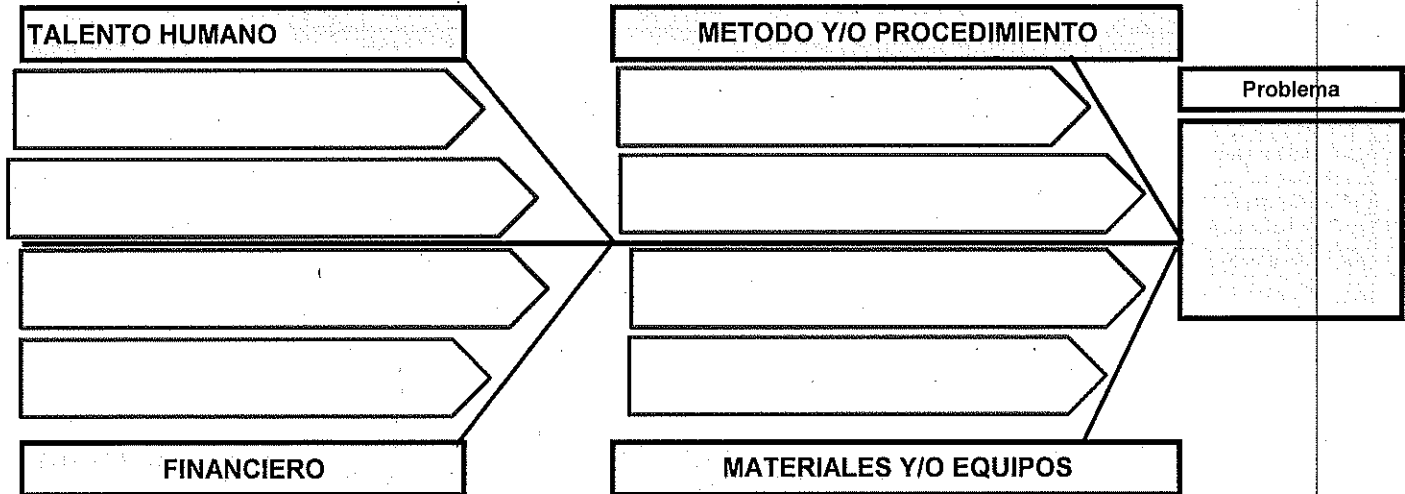 TALENTO HUMANO
METODO Y/O PROCEDIMIENTO
Problema
FINANCIERO
MATERIALES Y/O EQUIPOS